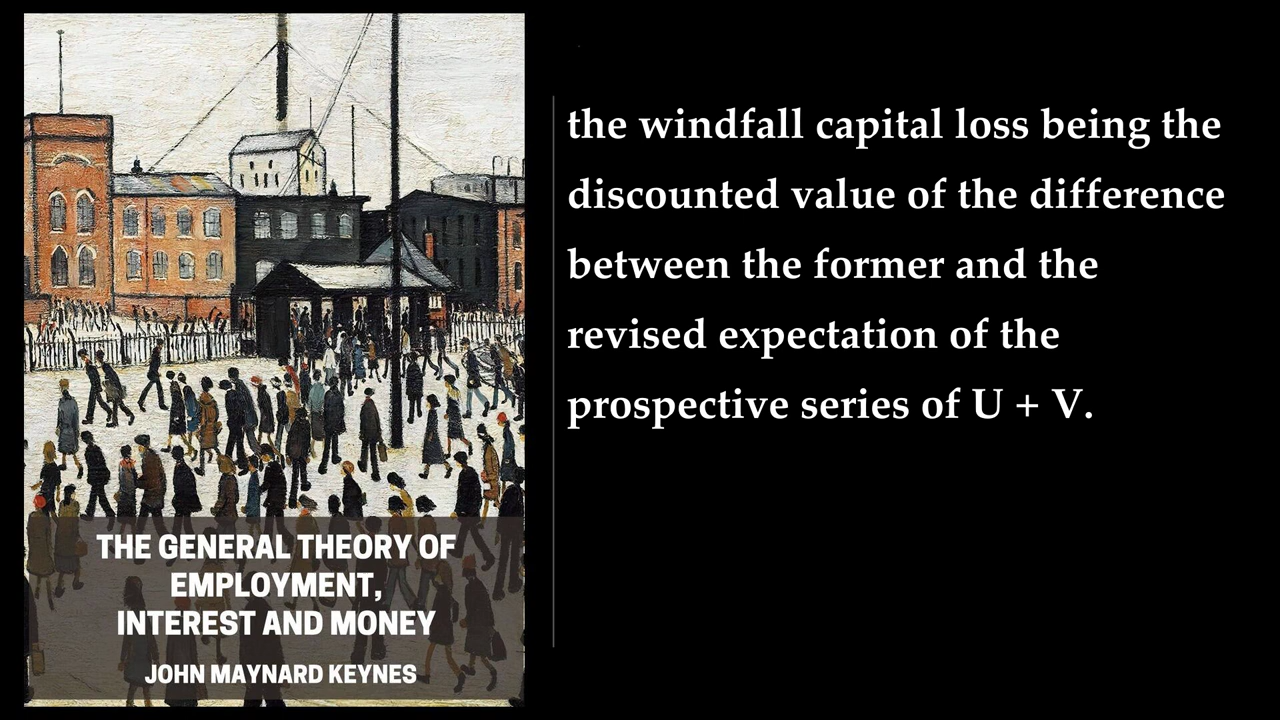 THE GENERAL THEORY OF
EMPLOYMENT,
INTEREST AND MONEY
JOHN MAYNARD KEYNES
the windfall capital loss being the
discounted value of the difference
between the former and the
revised expectation of the
prospective series of U + V.